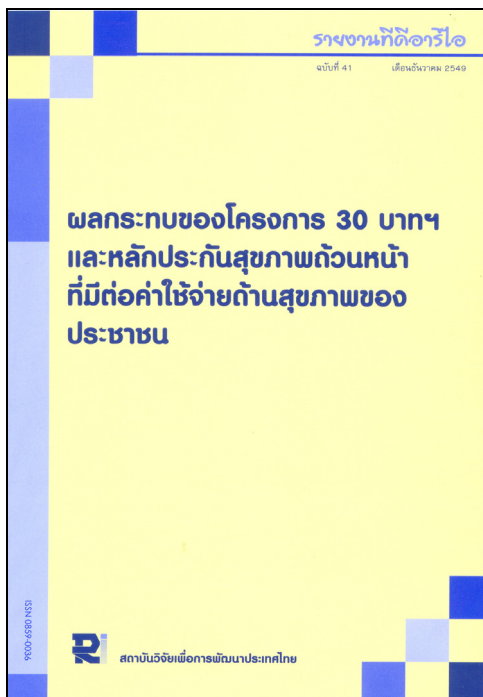 รายงานทีดีอาร์ไอ
ฉบับที่ 41 เดือนธันวาคม 2549
ผลกระทบของโครงการ 30 บาทฯ
และหลักประกันสุขภาพถ้วนหน้า
ที่มีต่อค่าใช้จ่ายด้านสุขภาพของ
ประชาชน
ISSN 0859-0036
สถาบันวิจัยเพื่อการพัฒนาประเทศไทย